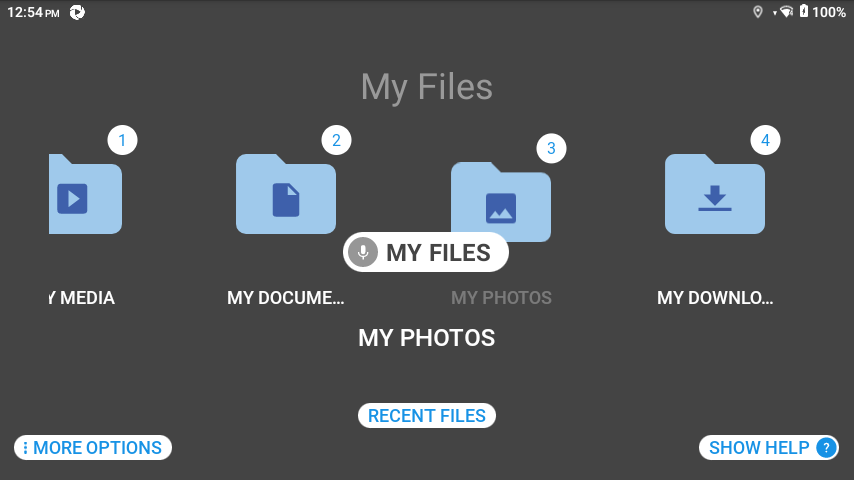 12:54 PM
100%
My Files
1
2
3
4
MY FILES
Y MEDIA
MY DOCUME...
MY PHOTOS
MY DOWNLO...
MY PHOTOS
RECENT FILES
MORE OPTIONS
SHOW HELP ?